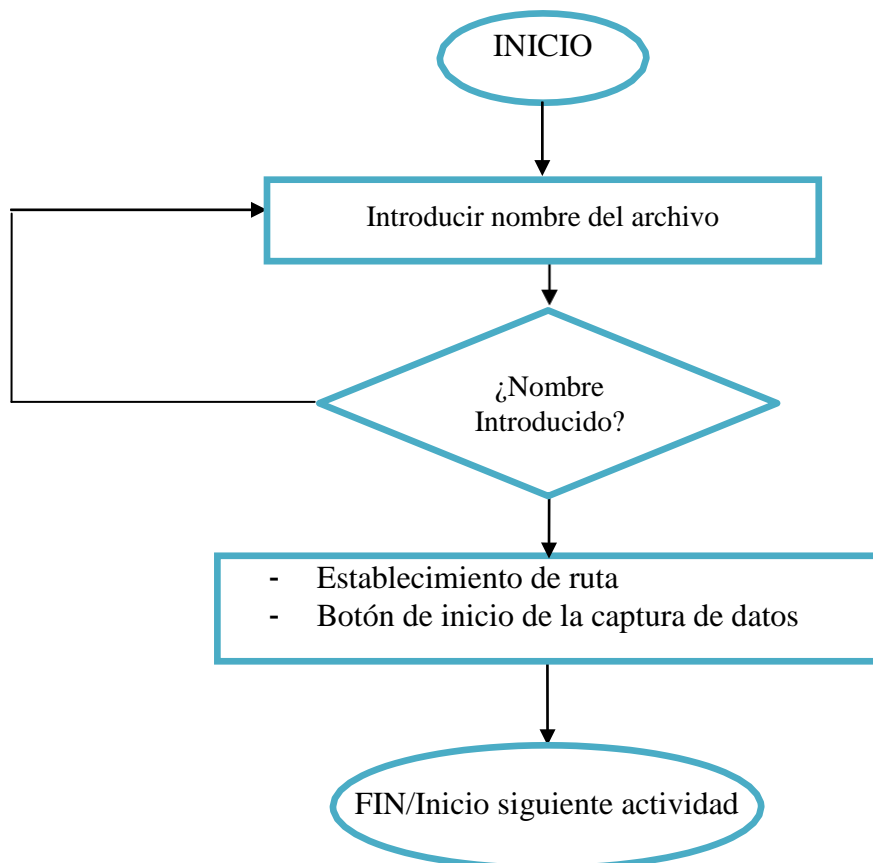 INICIO
Introducir nombre del archivo
¿Nombre
Introducido?
- Establecimiento de ruta
- Botón de inicio de la captura de datos
FIN/Inicio siguiente actividad